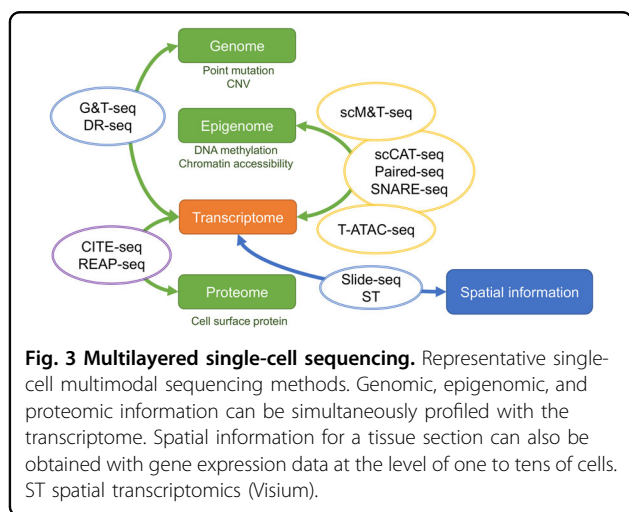 Genome
Point mutation
CNV
G&T-seq
DR-seq
scM&T-seq
Epigenome
DNA methylation
Chromatin accessibility
scCAT-seq
Paired-seq
SNARE-seq
Transcriptome
T-ATAC-seq
CITE-seq
REAP-seq
Slide-seq
ST
Spatial information
Proteome
Cell surface protein
Fig. 3 Multilayered single-cell sequencing. Representative single-
cell multimodal sequencing methods. Genomic, epigenomic, and
proteomic information can be simultaneously profiled with the
transcriptome. Spatial information for a tissue section can also be
obtained with gene expression data at the level of one to tens of cells.
ST spatial transcriptomics (Visium).